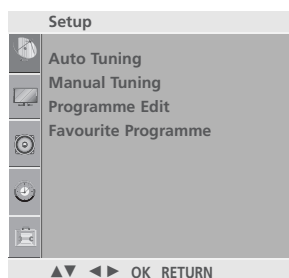 Setup
Auto Tuning
Manual Tuning
Programme Edit
Favourite Programme
▲▼ ◄► OK RETURN